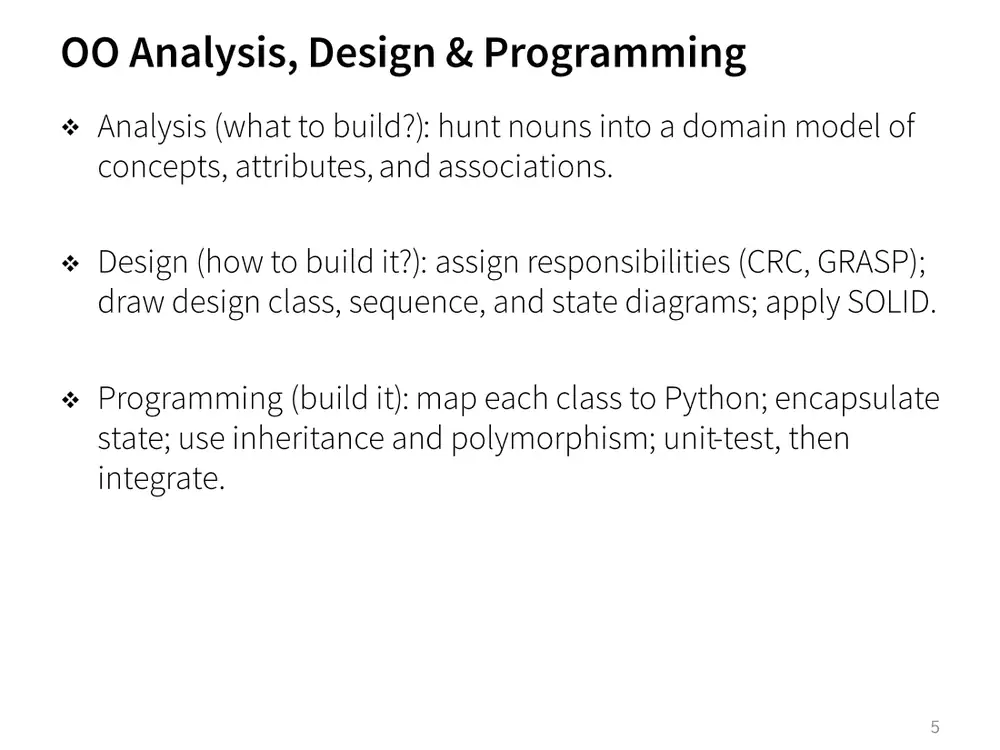 OO Analysis, Design & Programming
❖ Analysis (what to build?): hunt nouns into a domain model of
concepts, attributes, and associations.
❖ Design (how to build it?): assign responsibilities (CRC, GRASP);
draw design class, sequence, and state diagrams; apply SOLID.
❖ Programming (build it): map each class to Python; encapsulate
state; use inheritance and polymorphism; unit-test, then
integrate.
5